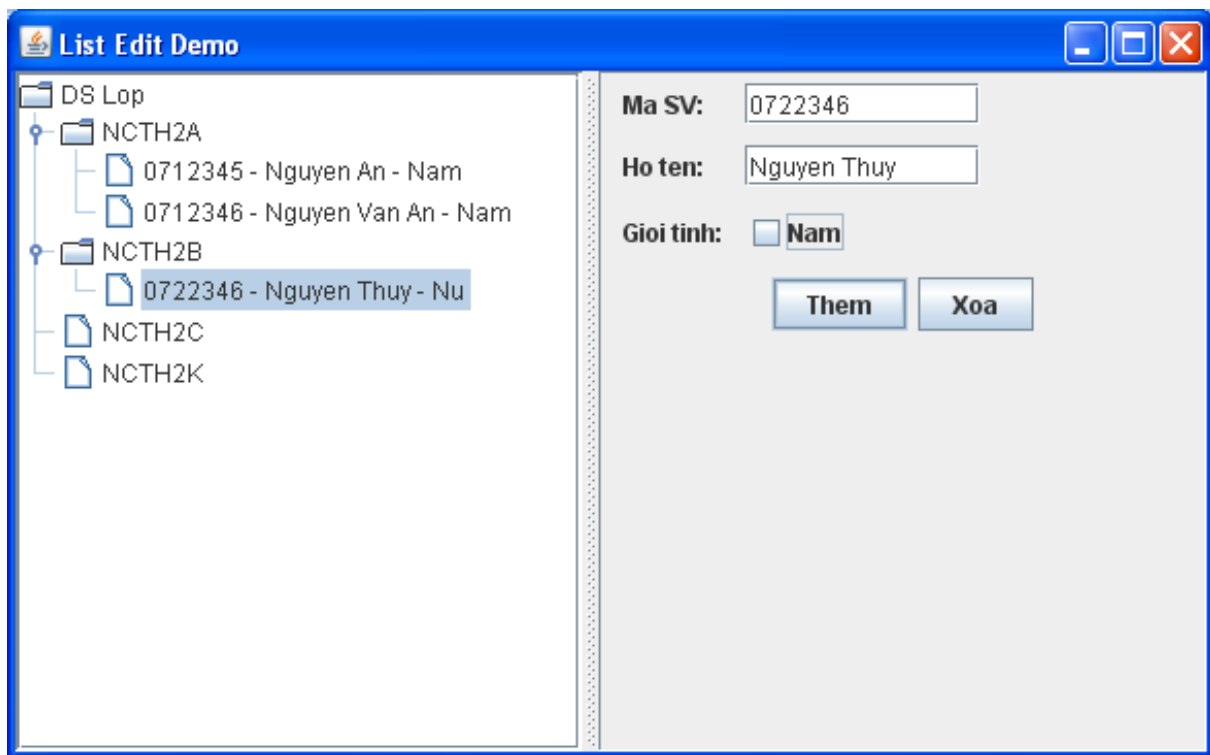 List Edit Demo
DS Lop
NCTH2A
0712345 - Nguyen An - Nam
0712346 - Nguyen Van An - Nam
NCTH2B
0722346 - Nguyen Thuy - Nu
NCTH2C
NCTH2K
Ma SV: 0722346
Ho ten: Nguyen Thuy
Gioi tinh: Nam
Them Xoa